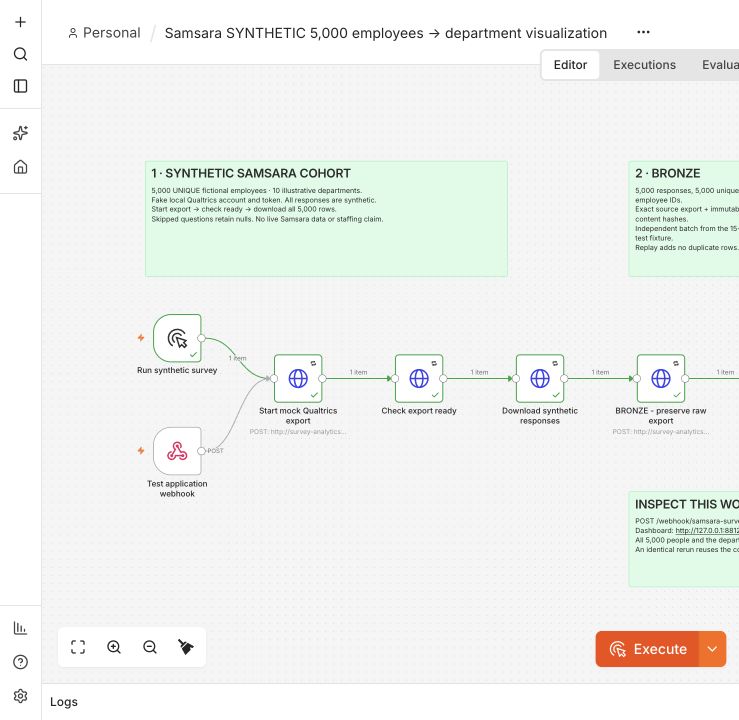 Personal / Samsara SYNTHETIC 5,000 employees → department visualization ...
Editor Executions Evalua
1 · SYNTHETIC SAMSARA COHORT
5,000 UNIQUE fictional employees · 10 illustrative departments.
Fake local Qualtrics account and token. All responses are synthetic.
Start export → check ready → download all 5,000 rows.
Skipped questions retain nulls. No live Samsara data or staffing claim.
2 · BRONZE
5,000 responses, 5,000 unique
employee IDs.
Exact source export + immutab
content hashes.
Independent batch from the 15-
test fixture.
Replay adds no duplicate rows.
Run synthetic survey
1 item
Start mock Qualtrics
export
POST: http://survey-analytics...
1 item
Check export ready
1 item
Download synthetic
responses
1 item
BRONZE - preserve raw
export
POST: http://survey-analytics...
1 item
POST
Test application
webhook
INSPECT THIS WO
POST /webhook/samsara-surve
Dashboard: http://127.0.0.1:8812
All 5,000 people and the depar
An identical rerun reuses the co
Execute
Logs